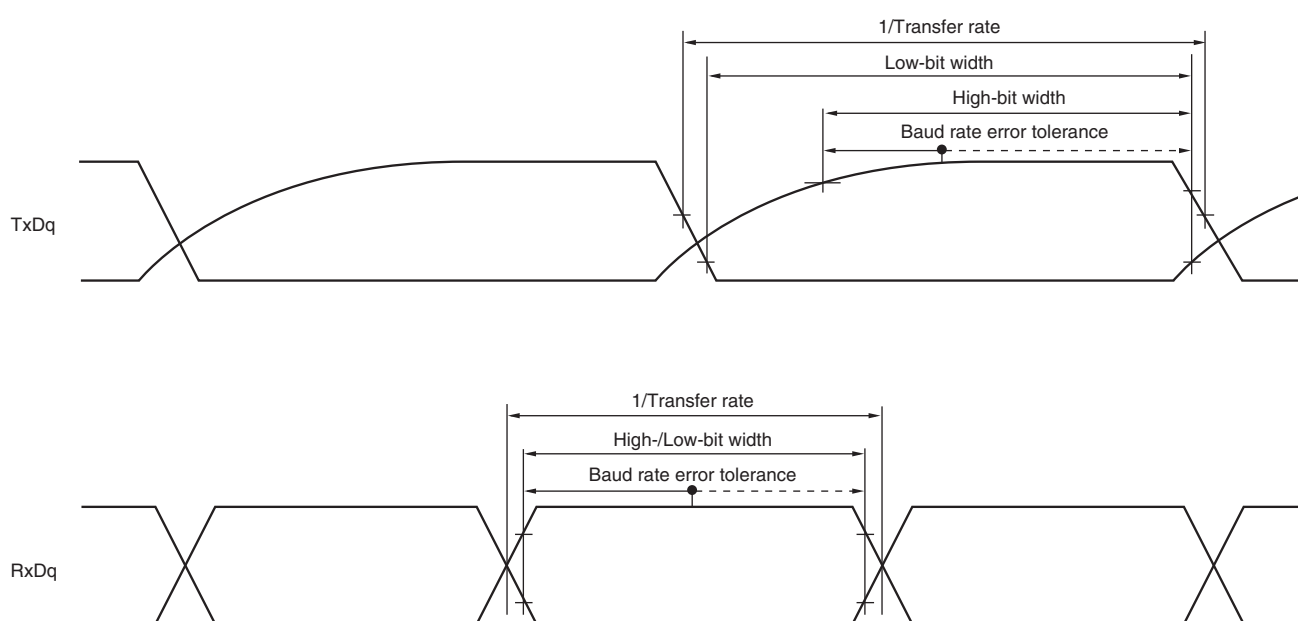 1/Transfer rate
Low-bit width
High-bit width
Baud rate error tolerance
TxDq
1/Transfer rate
High-/Low-bit width
Baud rate error tolerance
RxDq